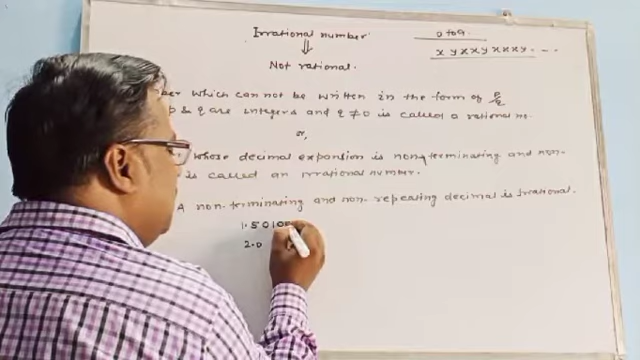 Irrational number
⇓
Not rational.
0 to 9.
x y x x y x x x y. - -.
ber which can not be written in the form of p/q
p & q are integers and q ≠ 0 is called a rational no.
or,
whose decimal expansion is non-terminating and non-
is called an irrational number.
A non-terminating and non-repeating decimal is irrational.
1.5010
2.0